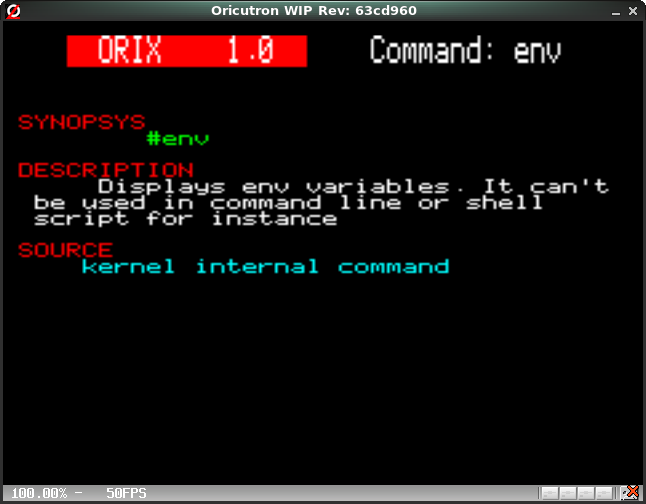 Oricutron WIP Rev: 63cd960
ORIX 1.0 Command: env
SYNOPSYS
#env
DESCRIPTION
Displays env variables. It can't
be used in command line or shell
script for instance
SOURCE
kernel internal command
100.00% - 50FPS